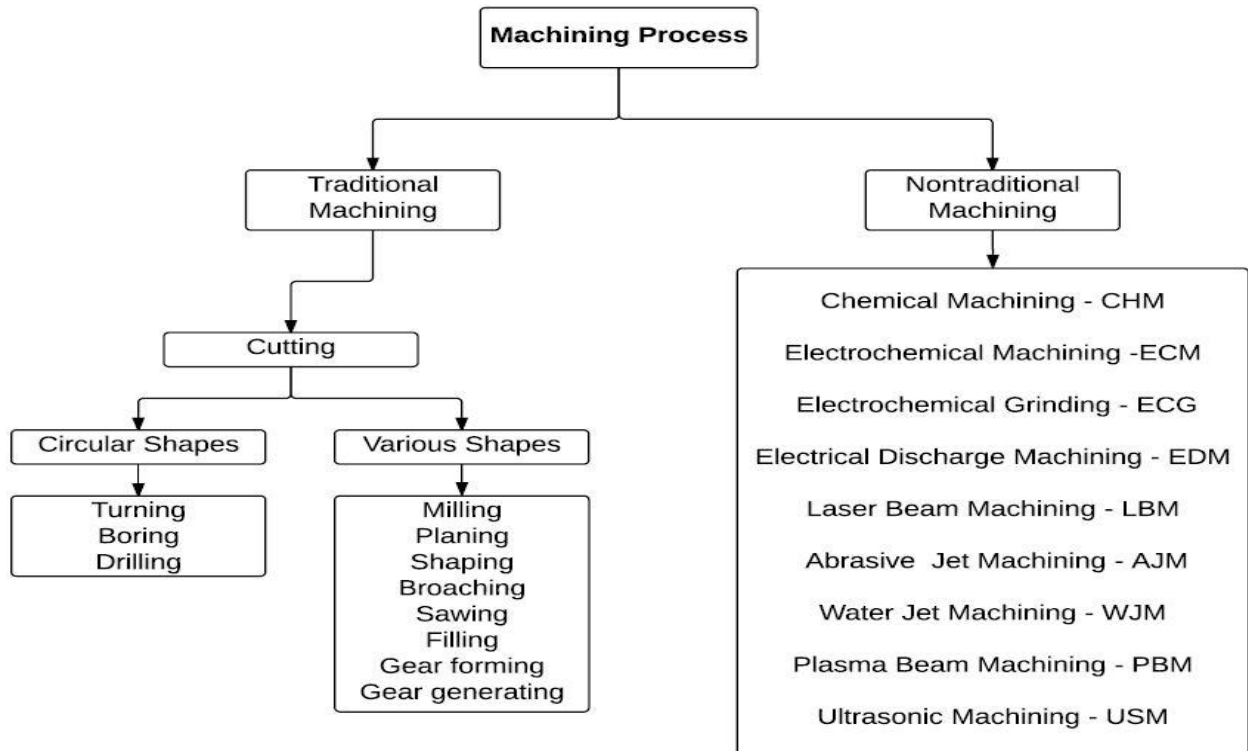 Machining Process
Traditional
Machining
Nontraditional
Machining
Cutting
Circular Shapes
Various Shapes
Turning
Boring
Drilling
Milling
Planing
Shaping
Broaching
Sawing
Filling
Gear forming
Gear generating
Chemical Machining - CHM
Electrochemical Machining -ECM
Electrochemical Grinding - ECG
Electrical Discharge Machining - EDM
Laser Beam Machining - LBM
Abrasive  Jet Machining - AJM
Water Jet Machining - WJM
Plasma Beam Machining - PBM
Ultrasonic Machining - USM